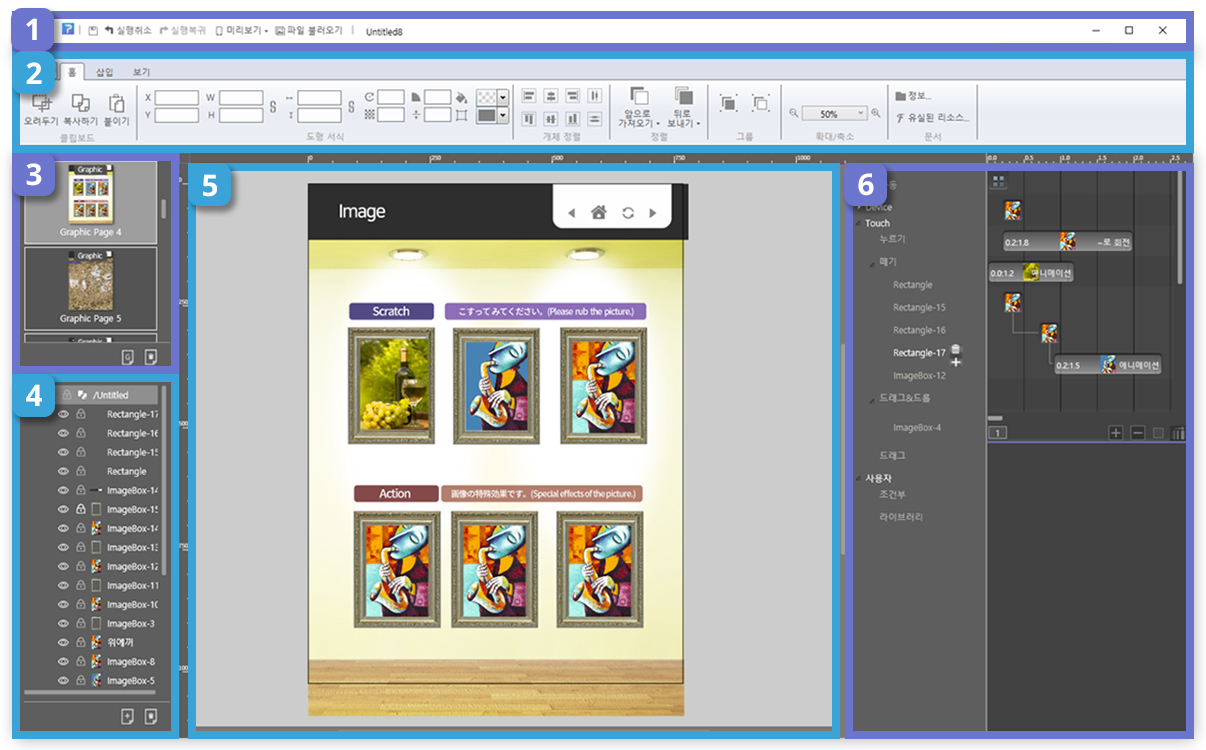 1
? 실행취소 실행복귀 미리보기 파일 불러오기 Untitled8
2
홈 삽입 보기
X W 50%
Y H
오려두기 복사하기 붙이기 앞으로 가져오기 뒤로 보내기 정보...
유실된 리소스...
클립보드 도형 서식 개체 정렬 정렬 그룹 확대/축소 문서
3
Graphic
Graphic Page 4
Graphic
Graphic Page 5
Graphic
4
/Untitled
Rectangle-17
Rectangle-16
Rectangle-15
Rectangle
ImageBox-14
ImageBox-15
ImageBox-14
ImageBox-13
ImageBox-12
ImageBox-11
ImageBox-10
ImageBox-3
위에꺼
ImageBox-8
ImageBox-5
5
0 250 500 750 1000
250
500
750
1000
Image
Scratch こすってみてください。(Please rub the picture.)
Action 画像の特殊効果です。(Special effects of the picture.)
6
0.0 0.5 1.0 1.5 2.0 2.5
동
Device
Touch
누르기
떼기
Rectangle
Rectangle-15
Rectangle-16
Rectangle-17
ImageBox-12
드래그&드롭
ImageBox-4
드래그
사용자
조건부
라이브러리
0.2:1.8 ~로 회전
0.0:1.2 애니메이션
0.2:1.5 애니메이션
1